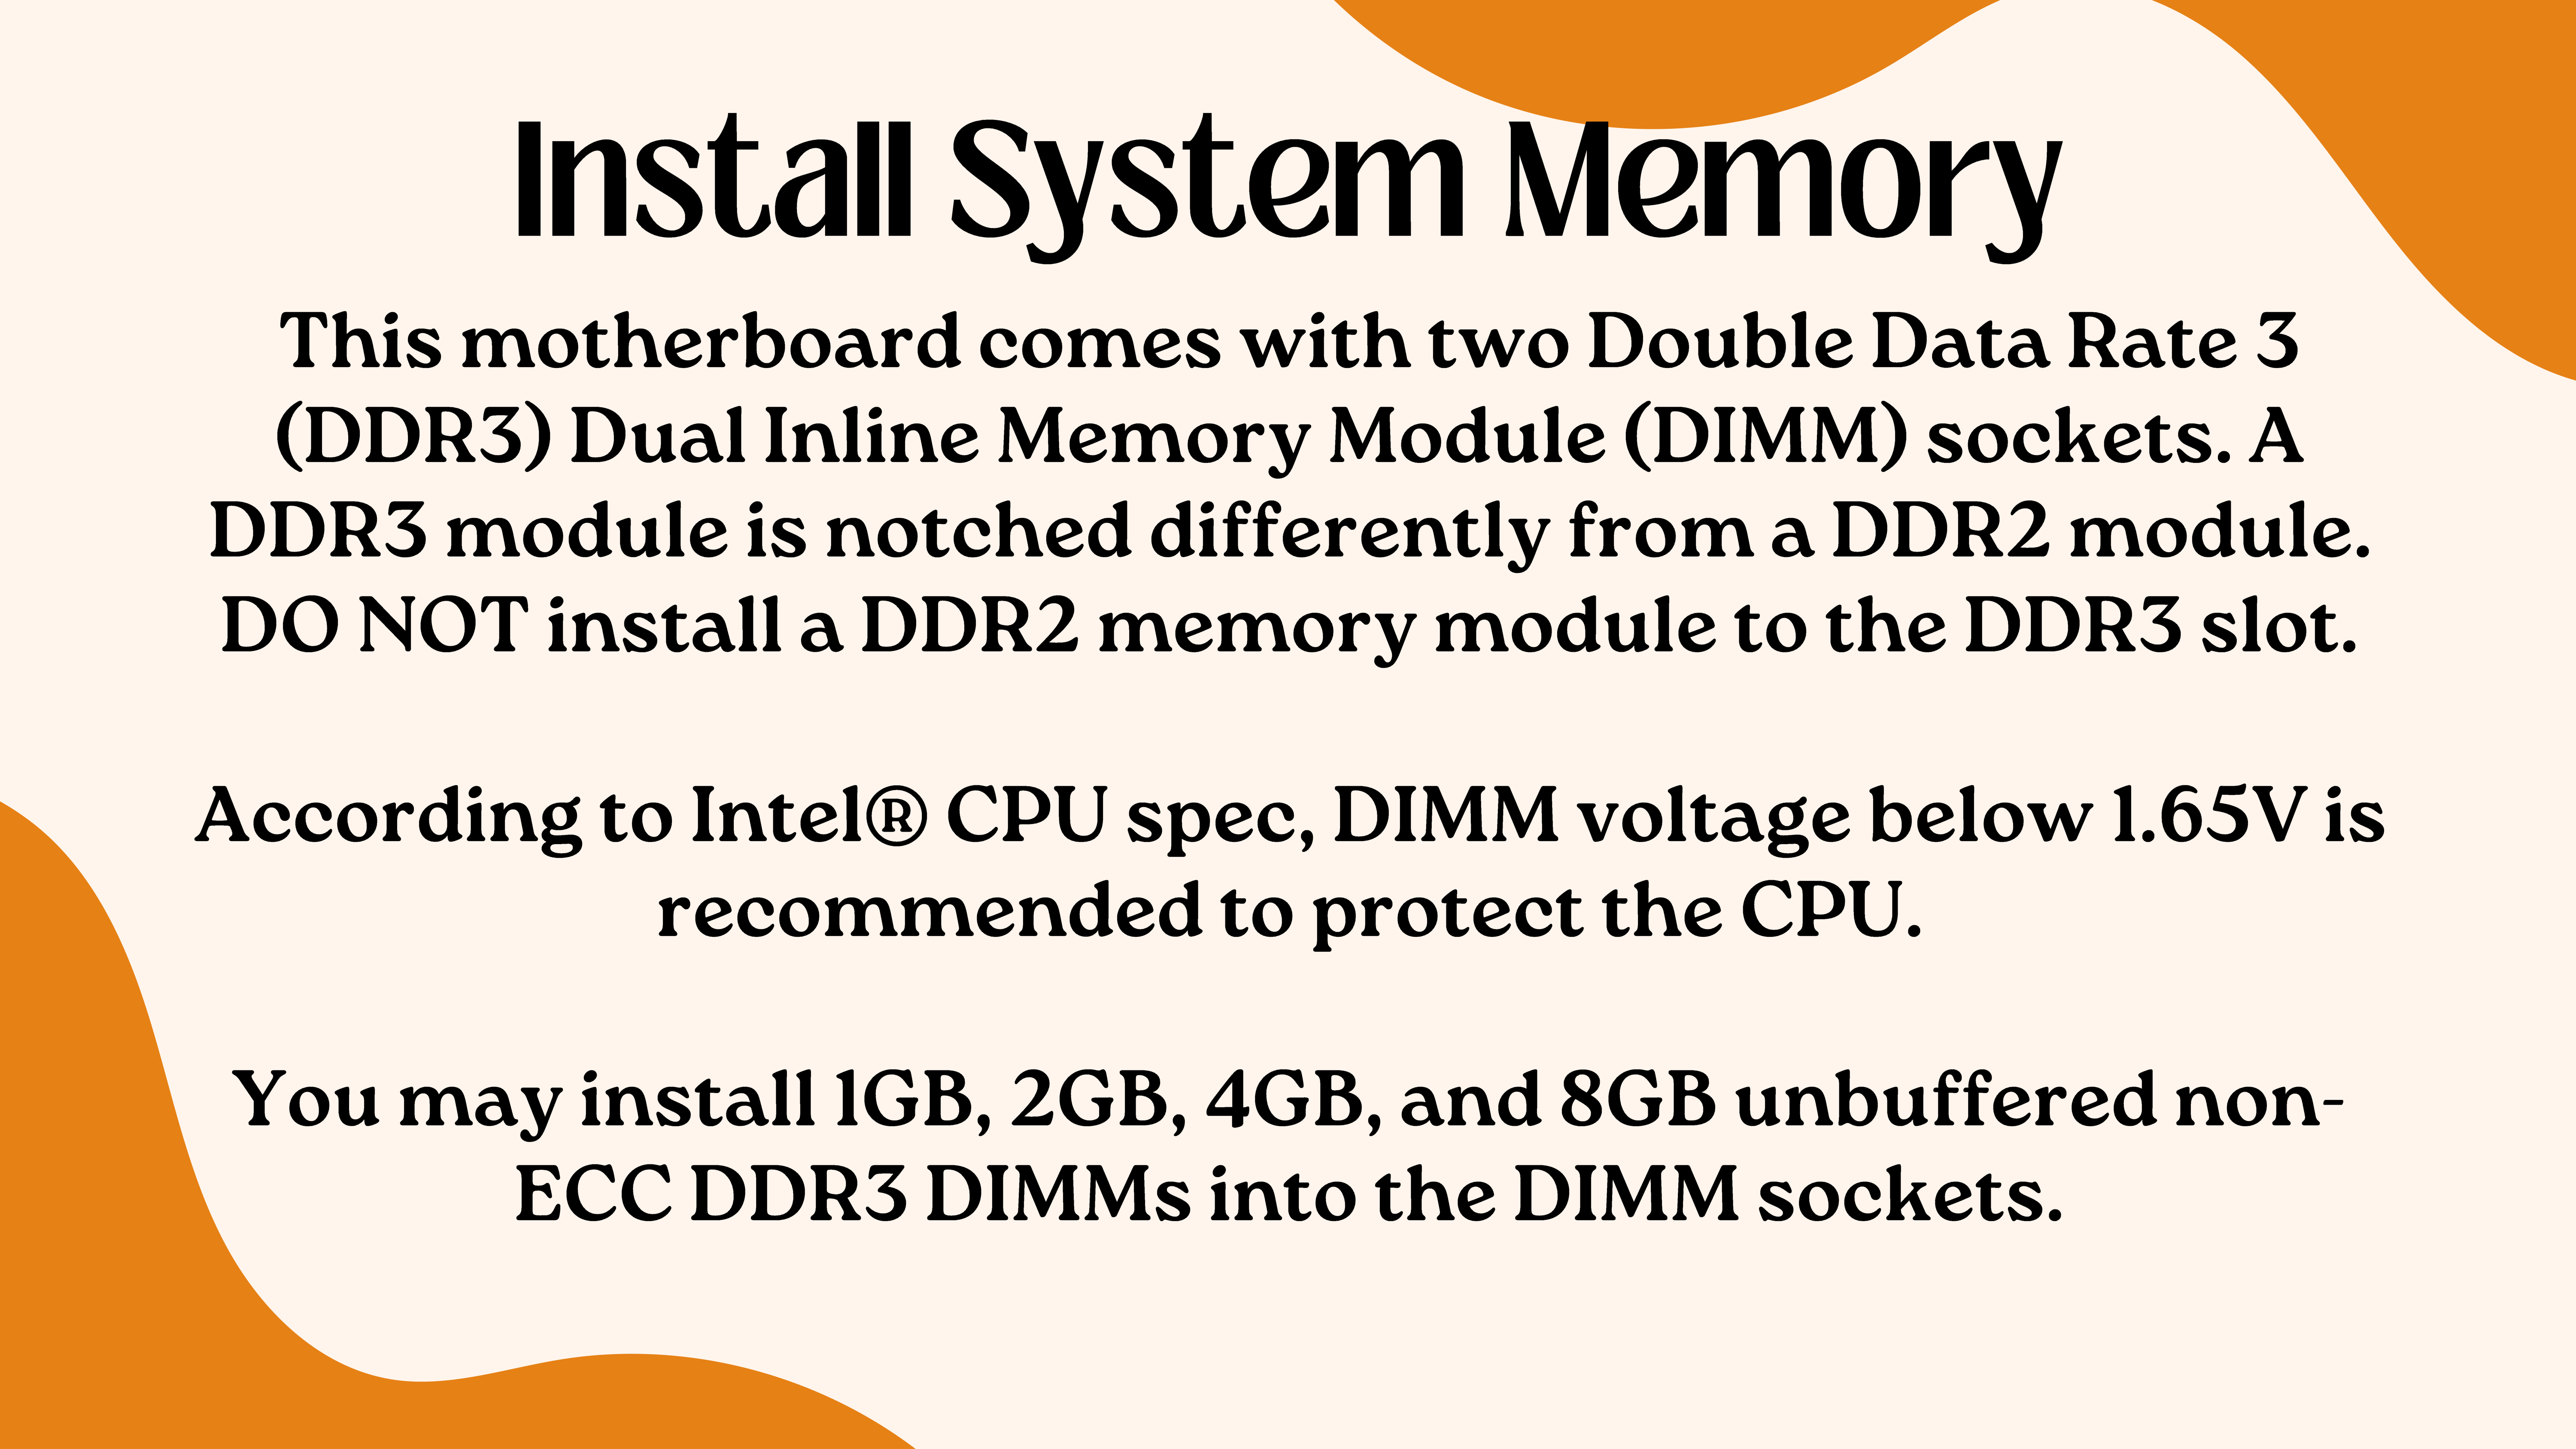 Install System Memory
This motherboard comes with two Double Data Rate 3
(DDR3) Dual Inline Memory Module (DIMM) sockets. A
DDR3 module is notched differently from a DDR2 module.
DO NOT install a DDR2 memory module to the DDR3 slot.
According to Intel® CPU spec, DIMM voltage below 1.65V is
recommended to protect the CPU.
You may install 1GB, 2GB, 4GB, and 8GB unbuffered non-
ECC DDR3 DIMMs into the DIMM sockets.